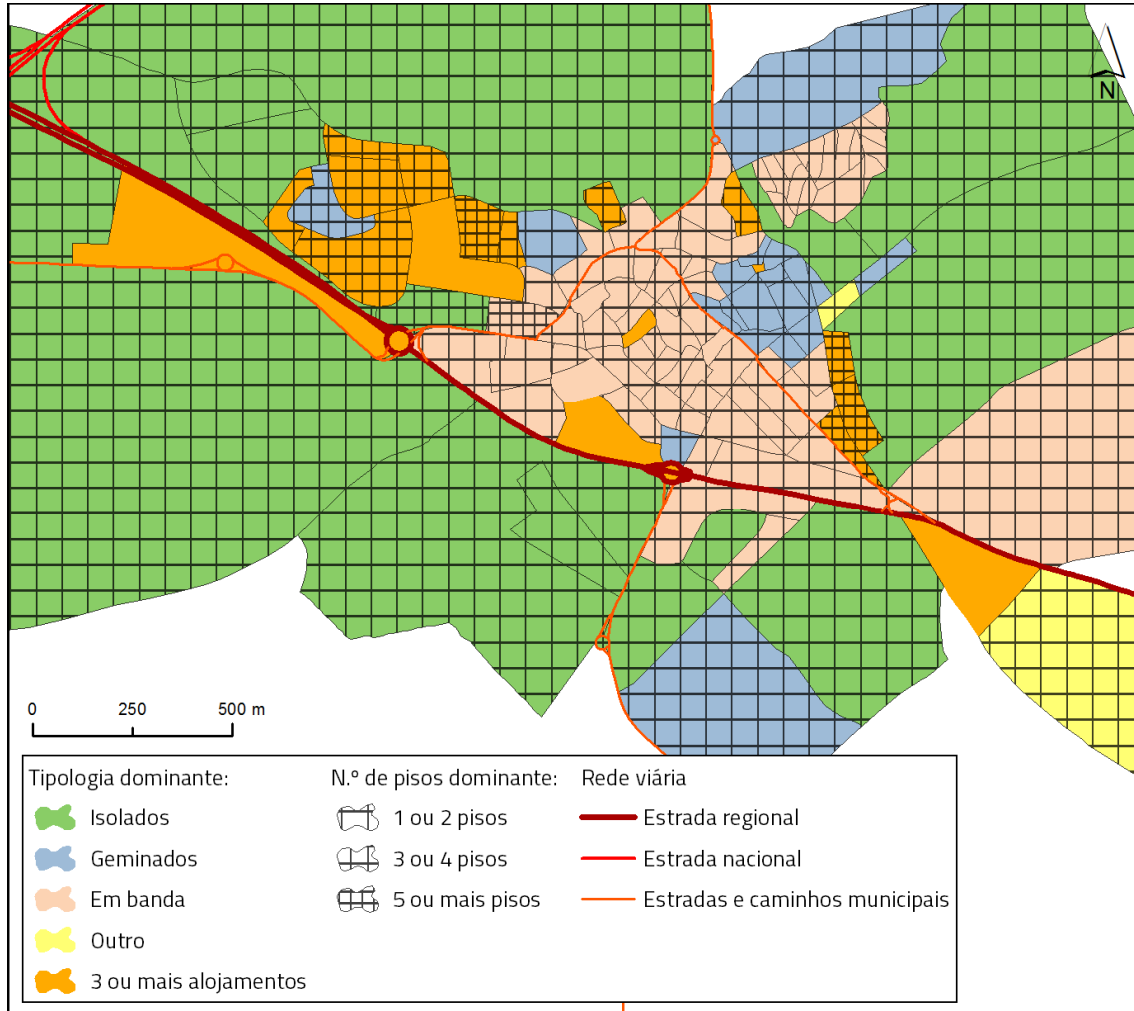 N
0 250 500 m
Tipologia dominante:
Isolados
Geminados
Em banda
Outro
3 ou mais alojamentos
N.º de pisos dominante:
1 ou 2 pisos
3 ou 4 pisos
5 ou mais pisos
Rede viária
Estrada regional
Estrada nacional
Estradas e caminhos municipais